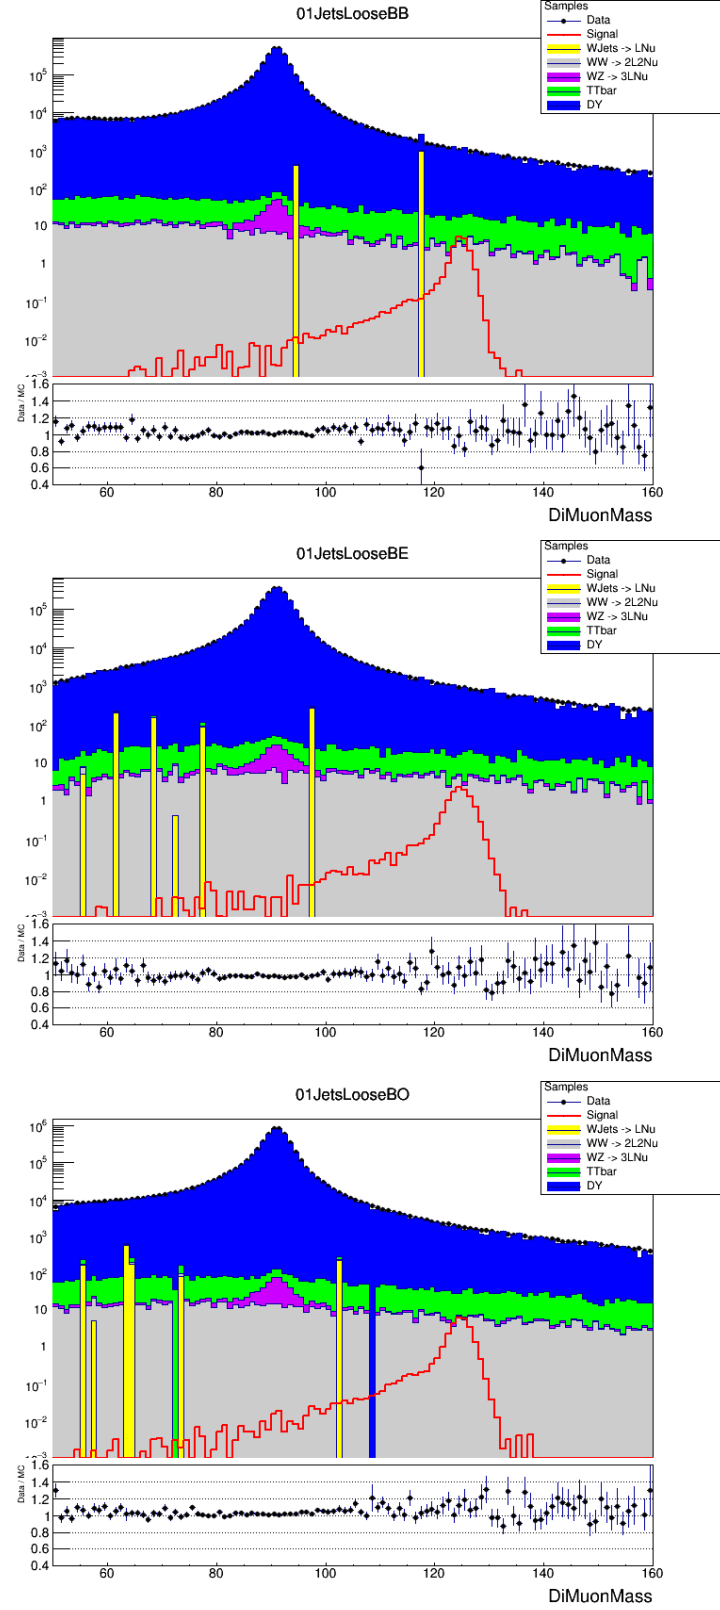 01JetsLooseBB
Samples
Data
Signal
WJets -> LNu
WW -> 2L2Nu
WZ -> 3LNu
TTbar
DY
10^5
10^4
10^3
10^2
10
1
10^-1
10^-2
10^-3
Data / MC
1.6
1.4
1.2
1
0.8
0.6
0.4
60 80 100 120 140 160
DiMuonMass
01JetsLooseBE
Samples
Data
Signal
WJets -> LNu
WW -> 2L2Nu
WZ -> 3LNu
TTbar
DY
10^5
10^4
10^3
10^2
10
1
10^-1
10^-2
10^-3
Data / MC
1.6
1.4
1.2
1
0.8
0.6
0.4
60 80 100 120 140 160
DiMuonMass
01JetsLooseBO
Samples
Data
Signal
WJets -> LNu
WW -> 2L2Nu
WZ -> 3LNu
TTbar
DY
10^6
10^5
10^4
10^3
10^2
10
1
10^-1
10^-2
10^-3
Data / MC
1.6
1.4
1.2
1
0.8
0.6
0.4
60 80 100 120 140 160
DiMuonMass